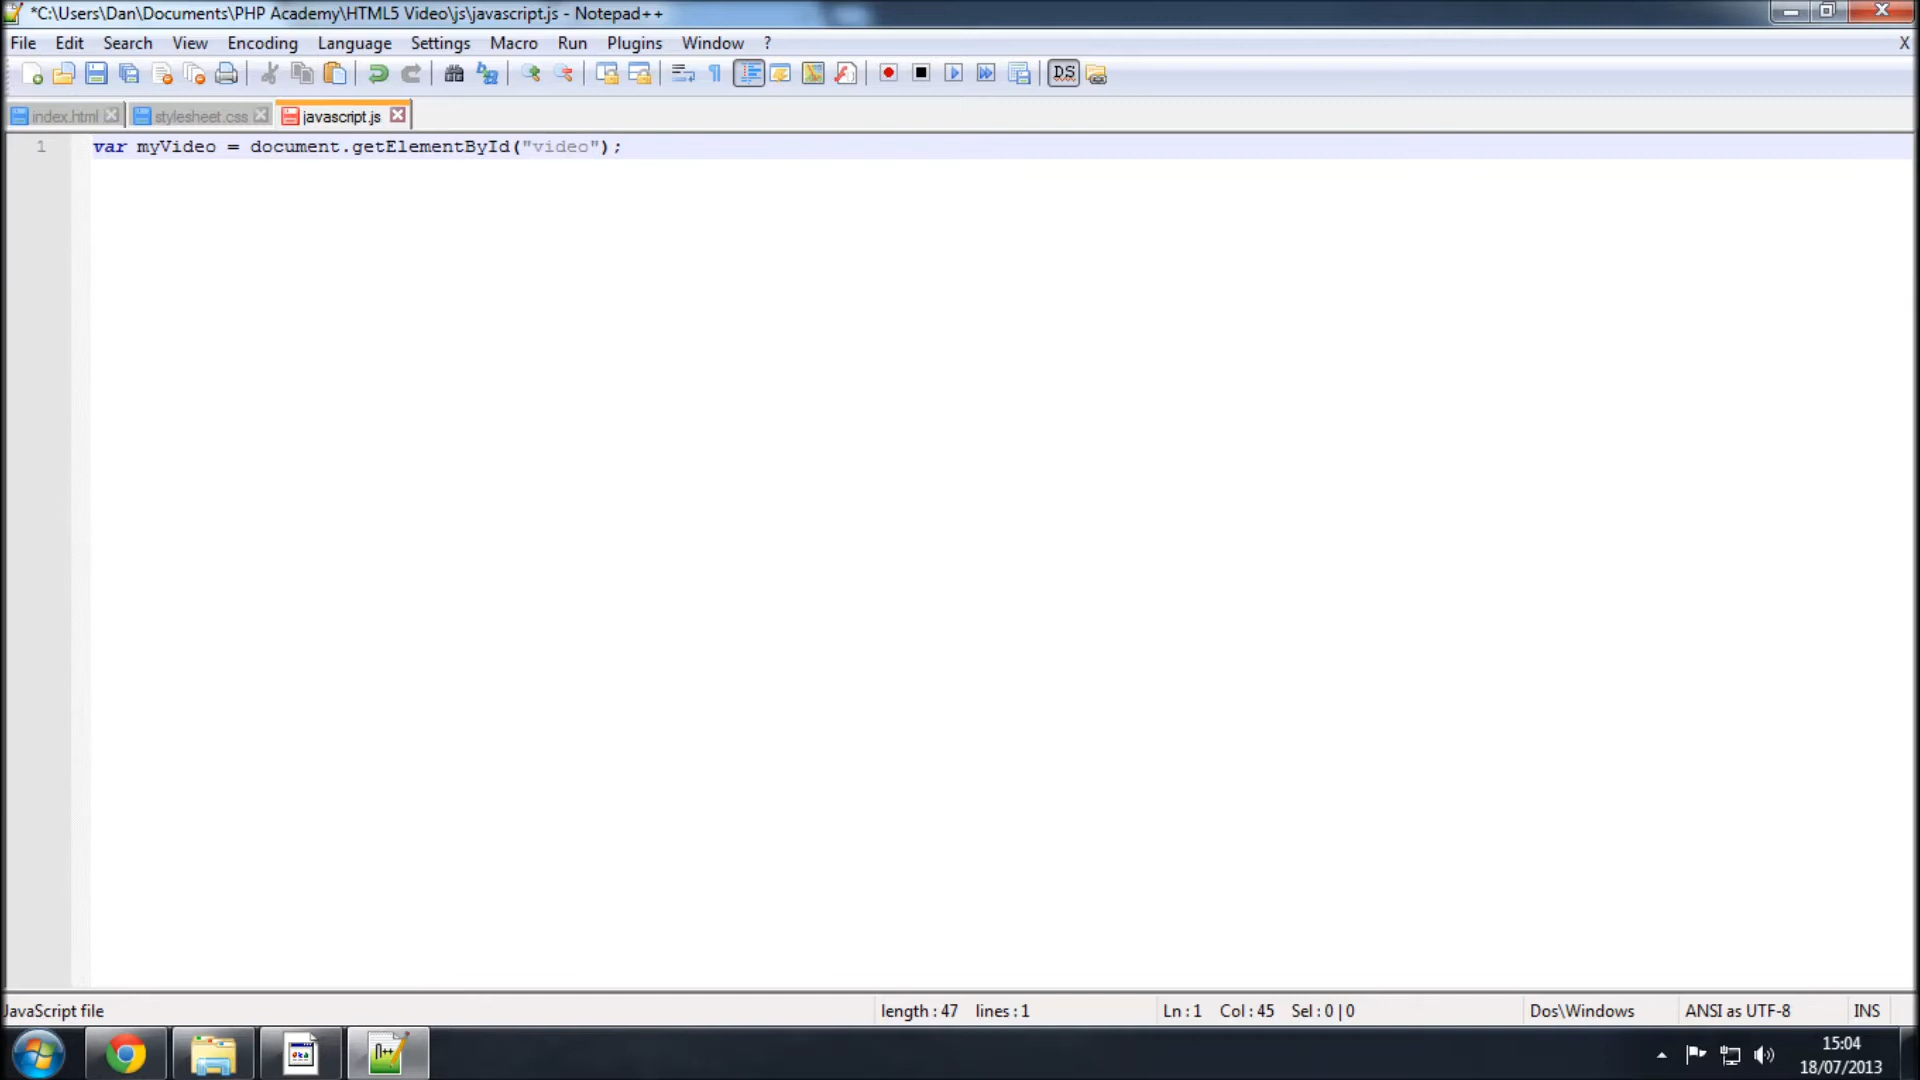 *C:\Users\Dan\Documents\PHP Academy\HTML5 Video\js\javascript.js - Notepad++
File Edit Search View Encoding Language Settings Macro Run Plugins Window ? X
DS
index.html stylesheet.css javascript.js
1 var myVideo = document.getElementById("video");
JavaScript file length : 47 lines : 1 Ln : 1 Col : 45 Sel : 0 | 0 Dos\Windows ANSI as UTF-8 INS
15:04
18/07/2013